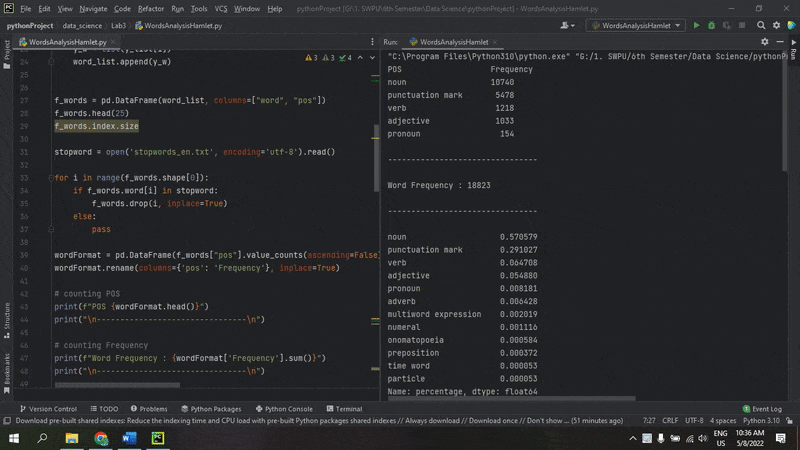 File Edit View Navigate Code Refactor Run Tools VCS Window Help
pythonProject [G:\1. SWPU\6th Semester\Data Science\pythonProject] - WordsAnalysisHamlet.py
pythonProject > data_science > Lab3 > WordsAnalysisHamlet.py
WordsAnalysisHamlet
WordsAnalysisHamlet.py
3 3 4
24 word_list.append(y_w)
25
26
27 f_words = pd.DataFrame(word_list, columns=["word", "pos"])
28 f_words.head(25)
29 f_words.index.size
30
31 stopword = open('stopwords_en.txt', encoding='utf-8').read()
32
33 for i in range(f_words.shape[0]):
34 if f_words.word[i] in stopword:
35 f_words.drop(i, inplace=True)
36 else:
37 pass
38
39 wordFormat = pd.DataFrame(f_words["pos"].value_counts(ascending=False)
40 wordFormat.rename(columns={'pos': 'Frequency'}, inplace=True)
41
42 # counting POS
43 print(f"POS {wordFormat.head()}")
44 print("\n-------------------------------\n")
45
46 # counting Frequency
47 print(f"Word Frequency : {wordFormat['Frequency'].sum()}")
48 print("\n-------------------------------\n")
49
Project
Structure
Bookmarks
Run: WordsAnalysisHamlet
Run
"C:\Program Files\Python310\python.exe" "G:/1. SWPU/6th Semester/Data Science/pythonPro
POS Frequency
noun 10740
punctuation mark 5478
verb 1218
adjective 1033
pronoun 154
-------------------------------
Word Frequency : 18823
-------------------------------
noun 0.570579
punctuation mark 0.291027
verb 0.064708
adjective 0.054880
pronoun 0.008181
adverb 0.006428
multiword expression 0.002019
numeral 0.001116
onomatopoeia 0.000584
preposition 0.000372
time word 0.000053
particle 0.000053
Name: percentage, dtype: float64
Version Control TODO Problems Python Packages Python Console Terminal 1 Event Log
Download pre-built shared indexes: Reduce the indexing time and CPU load with pre-built Python packages shared indexes // Always download // Download once // Don't show ... (51 minutes ago) 7:27 CRLF UTF-8 4 spaces Python 3.10
ENG 10:36 AM
US 5/8/2022